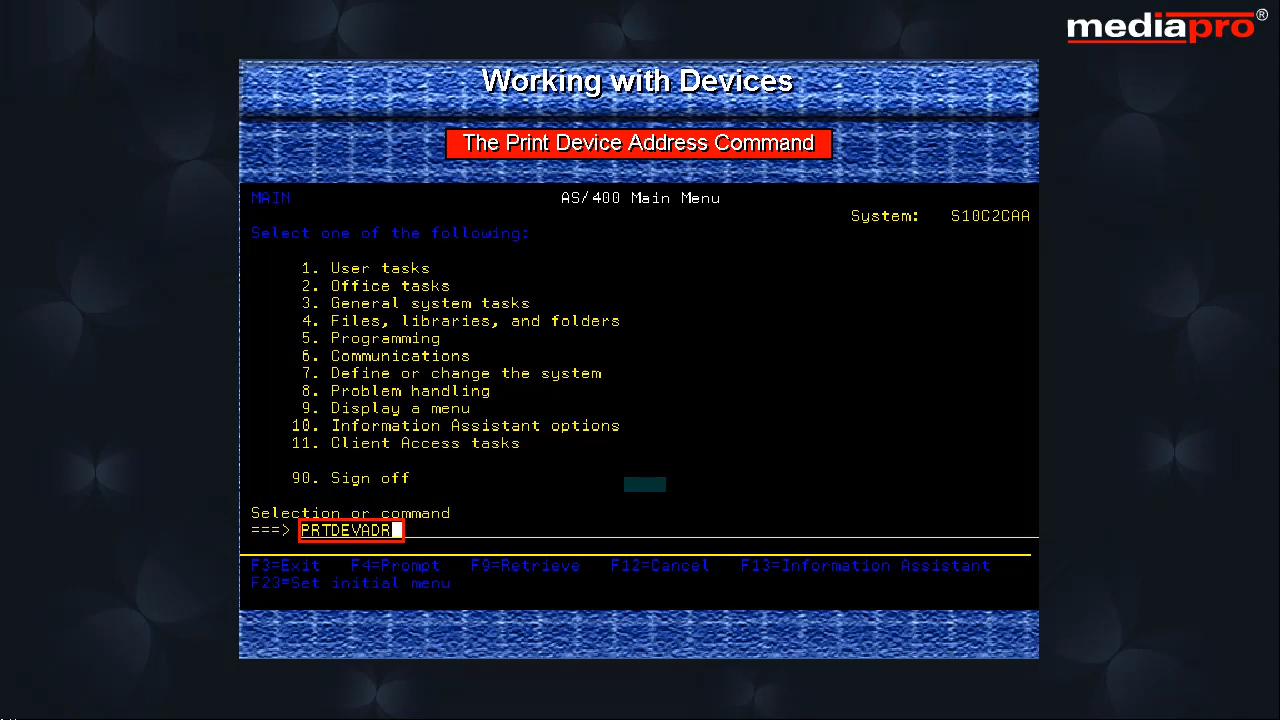 mediapro®
Working with Devices
The Print Device Address Command
MAIN AS/400 Main Menu
System: S10C2CAA
Select one of the following:
1. User tasks
2. Office tasks
3. General system tasks
4. Files, libraries, and folders
5. Programming
6. Communications
7. Define or change the system
8. Problem handling
9. Display a menu
10. Information Assistant options
11. Client Access tasks
90. Sign off
Selection or command
===> PRTDEVADR
F3=Exit F4=Prompt F9=Retrieve F12=Cancel F13=Information Assistant
F23=Set initial menu